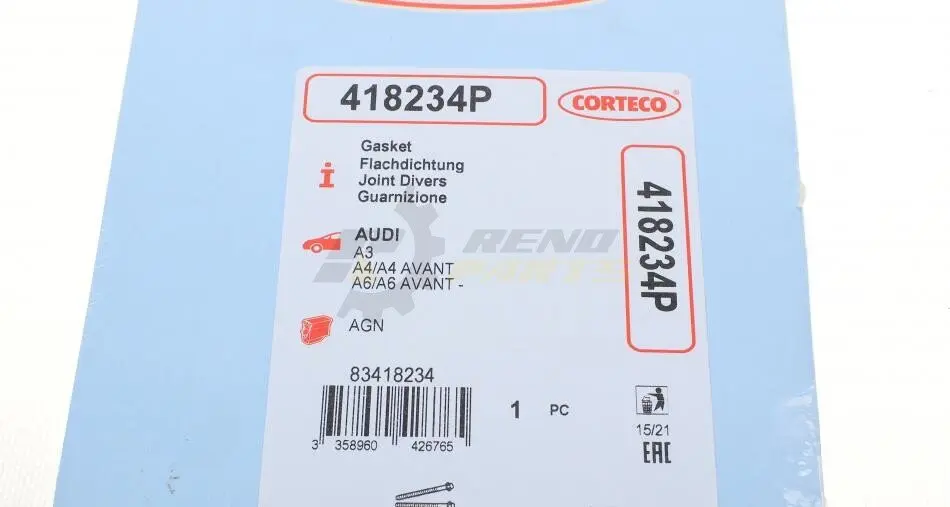 418234P
CORTECO®
Gasket
Flachdichtung
Joint Divers
Guarnizione
418234P
AUDI
A3
A4/A4 AVANT
A6/A6 AVANT -
RENO
PARTS
AGN
83418234
1 PC
3 358960 426765
15/21
EAC